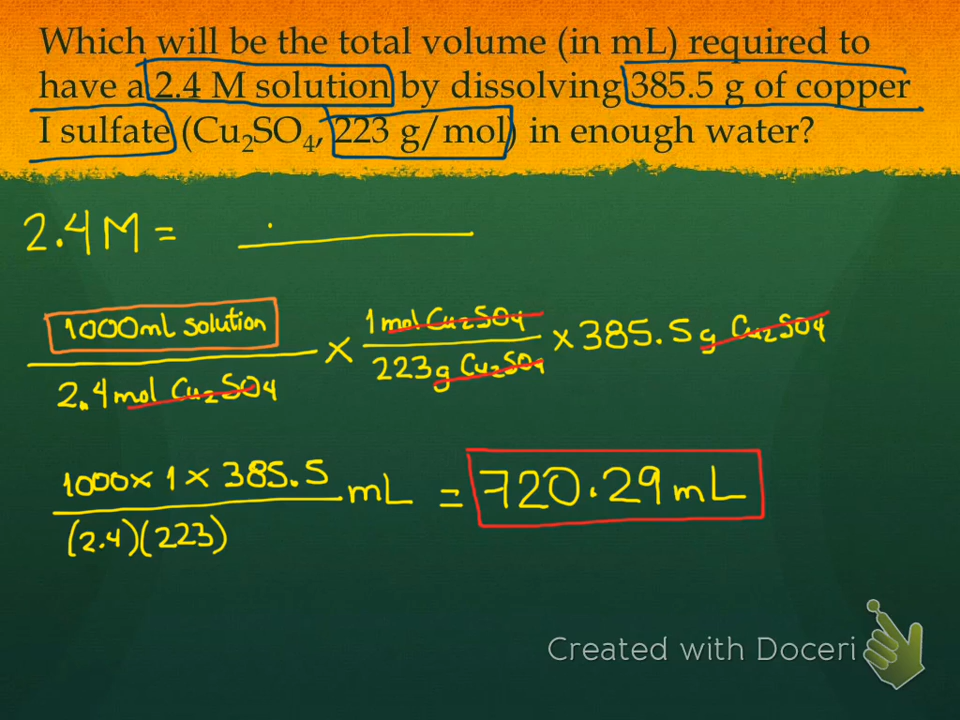 Which will be the total volume (in mL) required to
have a 2.4 M solution by dissolving 385.5 g of copper
I sulfate (Cu₂SO₄, 223 g/mol) in enough water?
2.4 M =
1000mL solution
2.4 mol Cu₂SO4
x
1 mol Cu₂SO4
223g Cu₂SO4
x 385.5g Cu₂SO4
1000 x 1 x 385.5
(2.4)(223)
mL = 720.29 mL
Created with Doceri